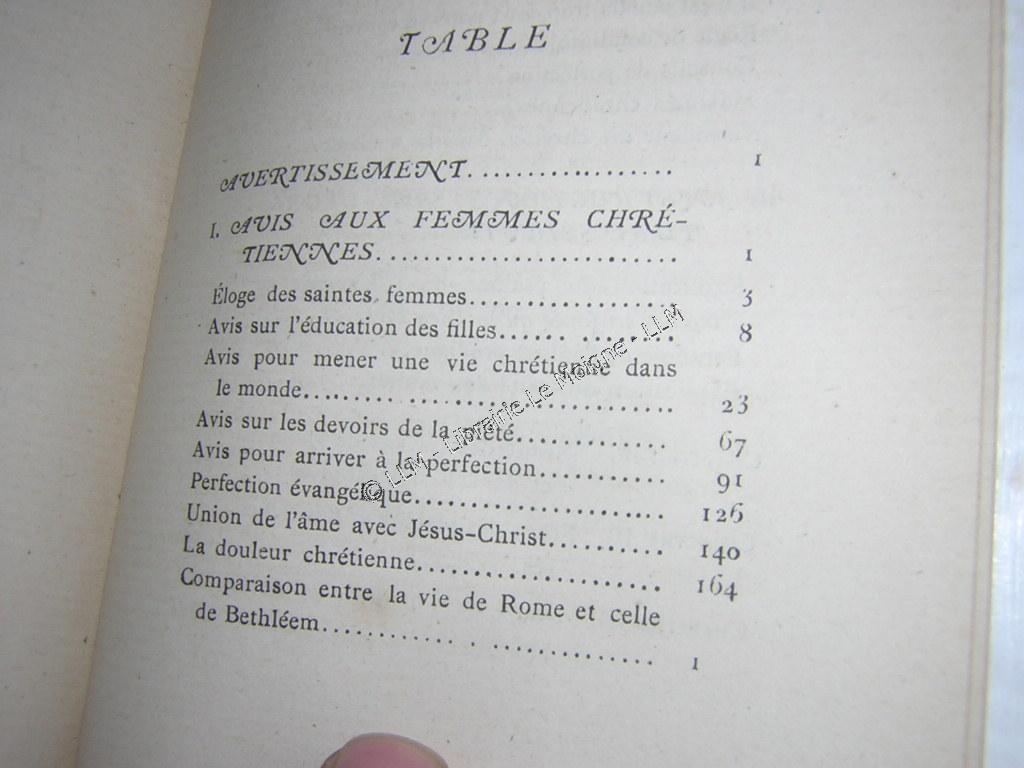 TABLE
AVERTISSEMENT. . . . . . . . . . . . . . . . . . . . 1
I. AVIS AUX FEMMES CHRÉ-
TIENNES. . . . . . . . . . . . . . . . . . . . . . . . . . 1
Éloge des saintes femmes. . . . . . . . . . . . . . . . . . 3
Avis sur l'éducation des filles. . . . . . . . . . . . . . 8
Avis pour mener une vie chrétienne dans
le monde. . . . . . . . . . . . . . . . . . . . . . . . . . . 23
Avis sur les devoirs de la piété. . . . . . . . . . . . . 67
Avis pour arriver à la perfection. . . . . . . . . . . 91
Perfection évangélique. . . . . . . . . . . . . . . . . . . . 126
Union de l'âme avec Jésus-Christ. . . . . . . . . . 140
La douleur chrétienne. . . . . . . . . . . . . . . . . . . . 164
Comparaison entre la vie de Rome et celle
de Bethléem. . . . . . . . . . . . . . . . . . . . . . . . . . 1
© LLM - Librairie Le Moigne - LLM